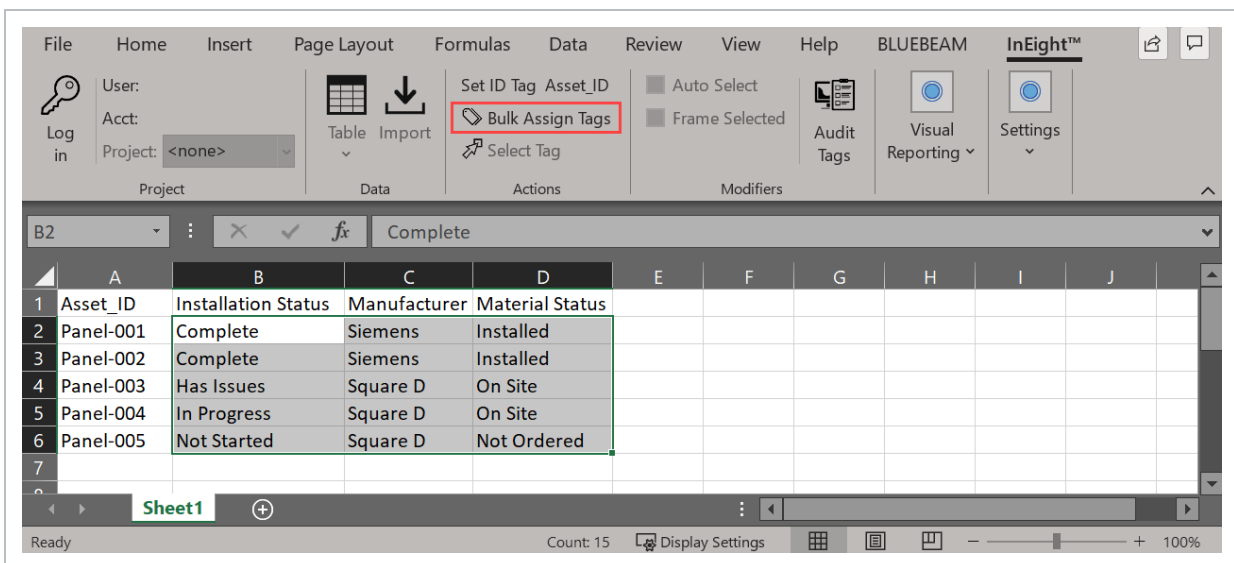 File Home Insert Page Layout Formulas Data Review View Help BLUEBEAM InEight™
User: Set ID Tag Asset_ID Auto Select
Acct: Bulk Assign Tags Frame Selected
Log in Project: <none> Table Import Select Tag Audit Tags Visual Reporting Settings
Project Data Actions Modifiers
B2 fx Complete
A B C D E F G H I J
1 Asset_ID Installation Status Manufacturer Material Status
2 Panel-001 Complete Siemens Installed
3 Panel-002 Complete Siemens Installed
4 Panel-003 Has Issues Square D On Site
5 Panel-004 In Progress Square D On Site
6 Panel-005 Not Started Square D Not Ordered
7
Sheet1
Ready Count: 15 Display Settings 100%